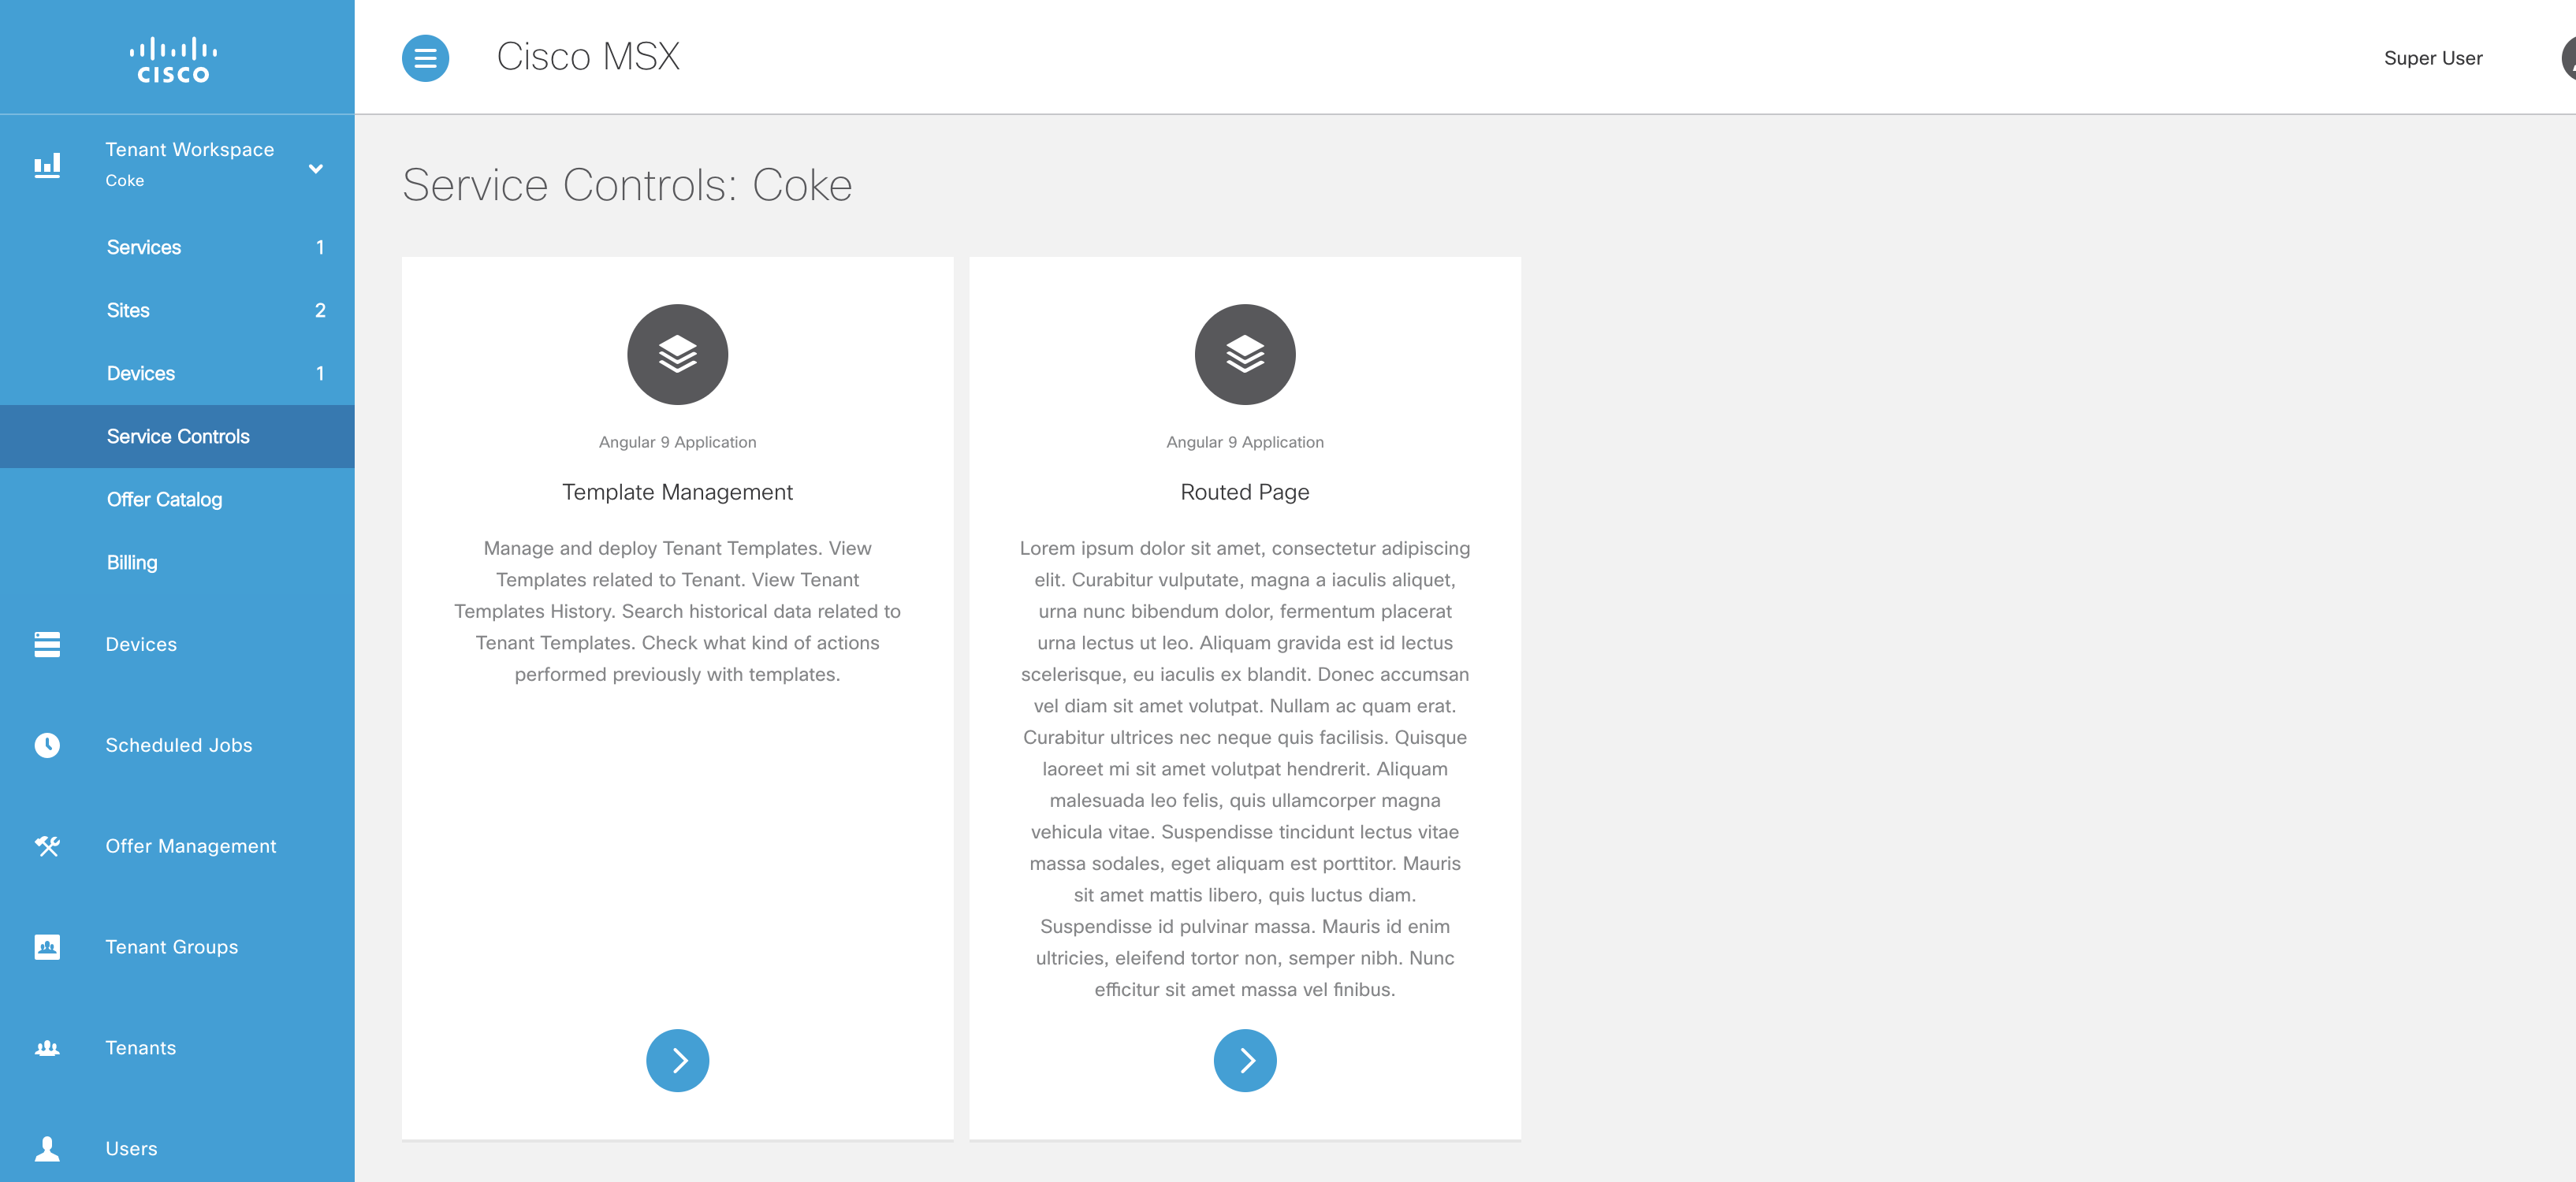 CISCO
Cisco MSX
Super User
Tenant Workspace
Coke
Services 1
Sites 2
Devices 1
Service Controls
Offer Catalog
Billing
Devices
Scheduled Jobs
Offer Management
Tenant Groups
Tenants
Users
Service Controls: Coke
Angular 9 Application
Template Management
Manage and deploy Tenant Templates. View
Templates related to Tenant. View Tenant
Templates History. Search historical data related to
Tenant Templates. Check what kind of actions
performed previously with templates.
Angular 9 Application
Routed Page
Lorem ipsum dolor sit amet, consectetur adipiscing
elit. Curabitur vulputate, magna a iaculis aliquet,
urna nunc bibendum dolor, fermentum placerat
urna lectus ut leo. Aliquam gravida est id lectus
scelerisque, eu iaculis ex blandit. Donec accumsan
vel diam sit amet volutpat. Nullam ac quam erat.
Curabitur ultrices nec neque quis facilisis. Quisque
laoreet mi sit amet volutpat hendrerit. Aliquam
malesuada leo felis, quis ullamcorper magna
vehicula vitae. Suspendisse tincidunt lectus vitae
massa sodales, eget aliquam est porttitor. Mauris
sit amet mattis libero, quis luctus diam.
Suspendisse id pulvinar massa. Mauris id enim
ultricies, eleifend tortor non, semper nibh. Nunc
efficitur sit amet massa vel finibus.